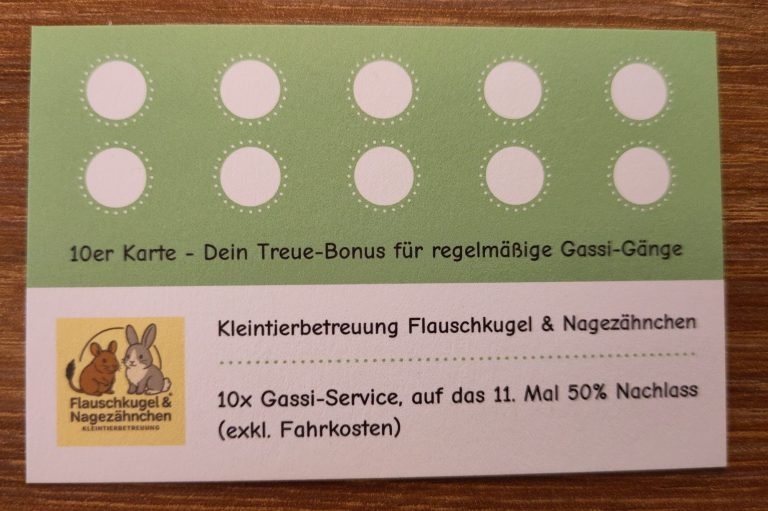 10er Karte - Dein Treue-Bonus für regelmäßige Gassi-Gänge
Kleintierbetreuung Flauschkugel & Nagezähnchen
10x Gassi-Service, auf das 11. Mal 50% Nachlass
(exkl. Fahrkosten)
Flauschkugel &
Nagezähnchen
KLEINTIERBETREUUNG